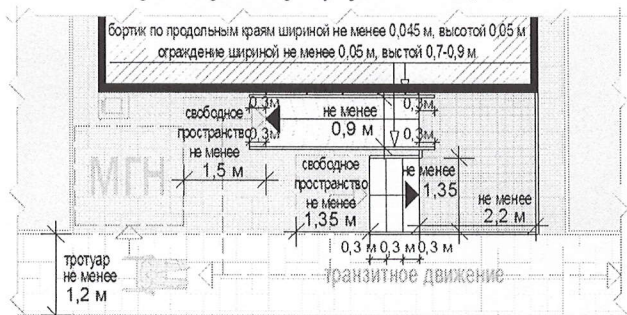 бортик по продольным краям шириной не менее 0,045 м, высотой 0,05 м
ограждение шириной не менее 0,05 м, выстой 0,7-0,9 м.
0,3м
0,3м
свободное
пространство
не менее
1,5 м
0,3м
0,3м
не менее
0,9 м
МГН
свободное
пространство
не менее
1,35 м
не менее
1,35
не менее
2,2 м
0,3 м 0,3 м 0,3 м
тротуар
не менее
1,2 м
транзитное движение